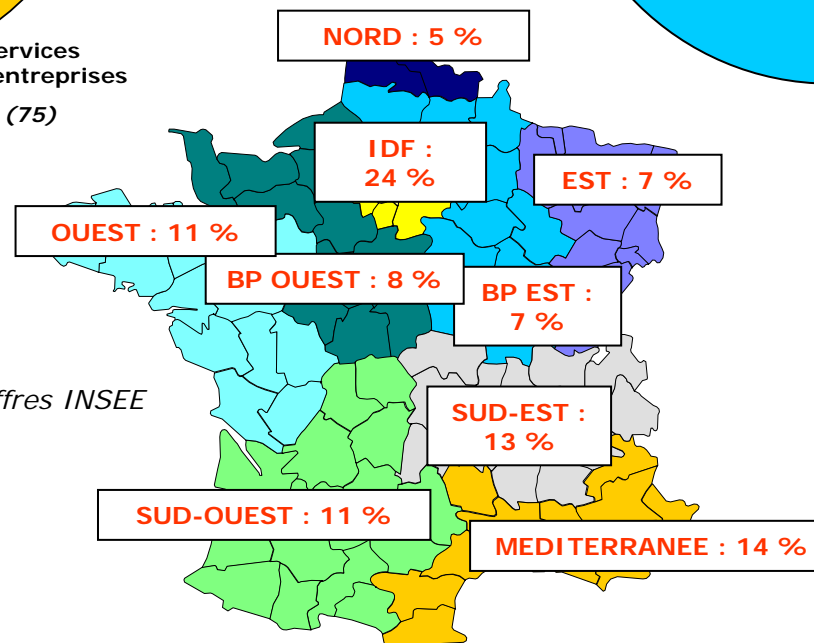 NORD : 5 %
ervices
entreprises
(75)
IDF :
24 %
EST : 7 %
OUEST : 11 %
BP OUEST : 8 %
BP EST :
7 %
ffres INSEE
SUD-EST :
13 %
SUD-OUEST : 11 %
MEDITERRANEE : 14 %